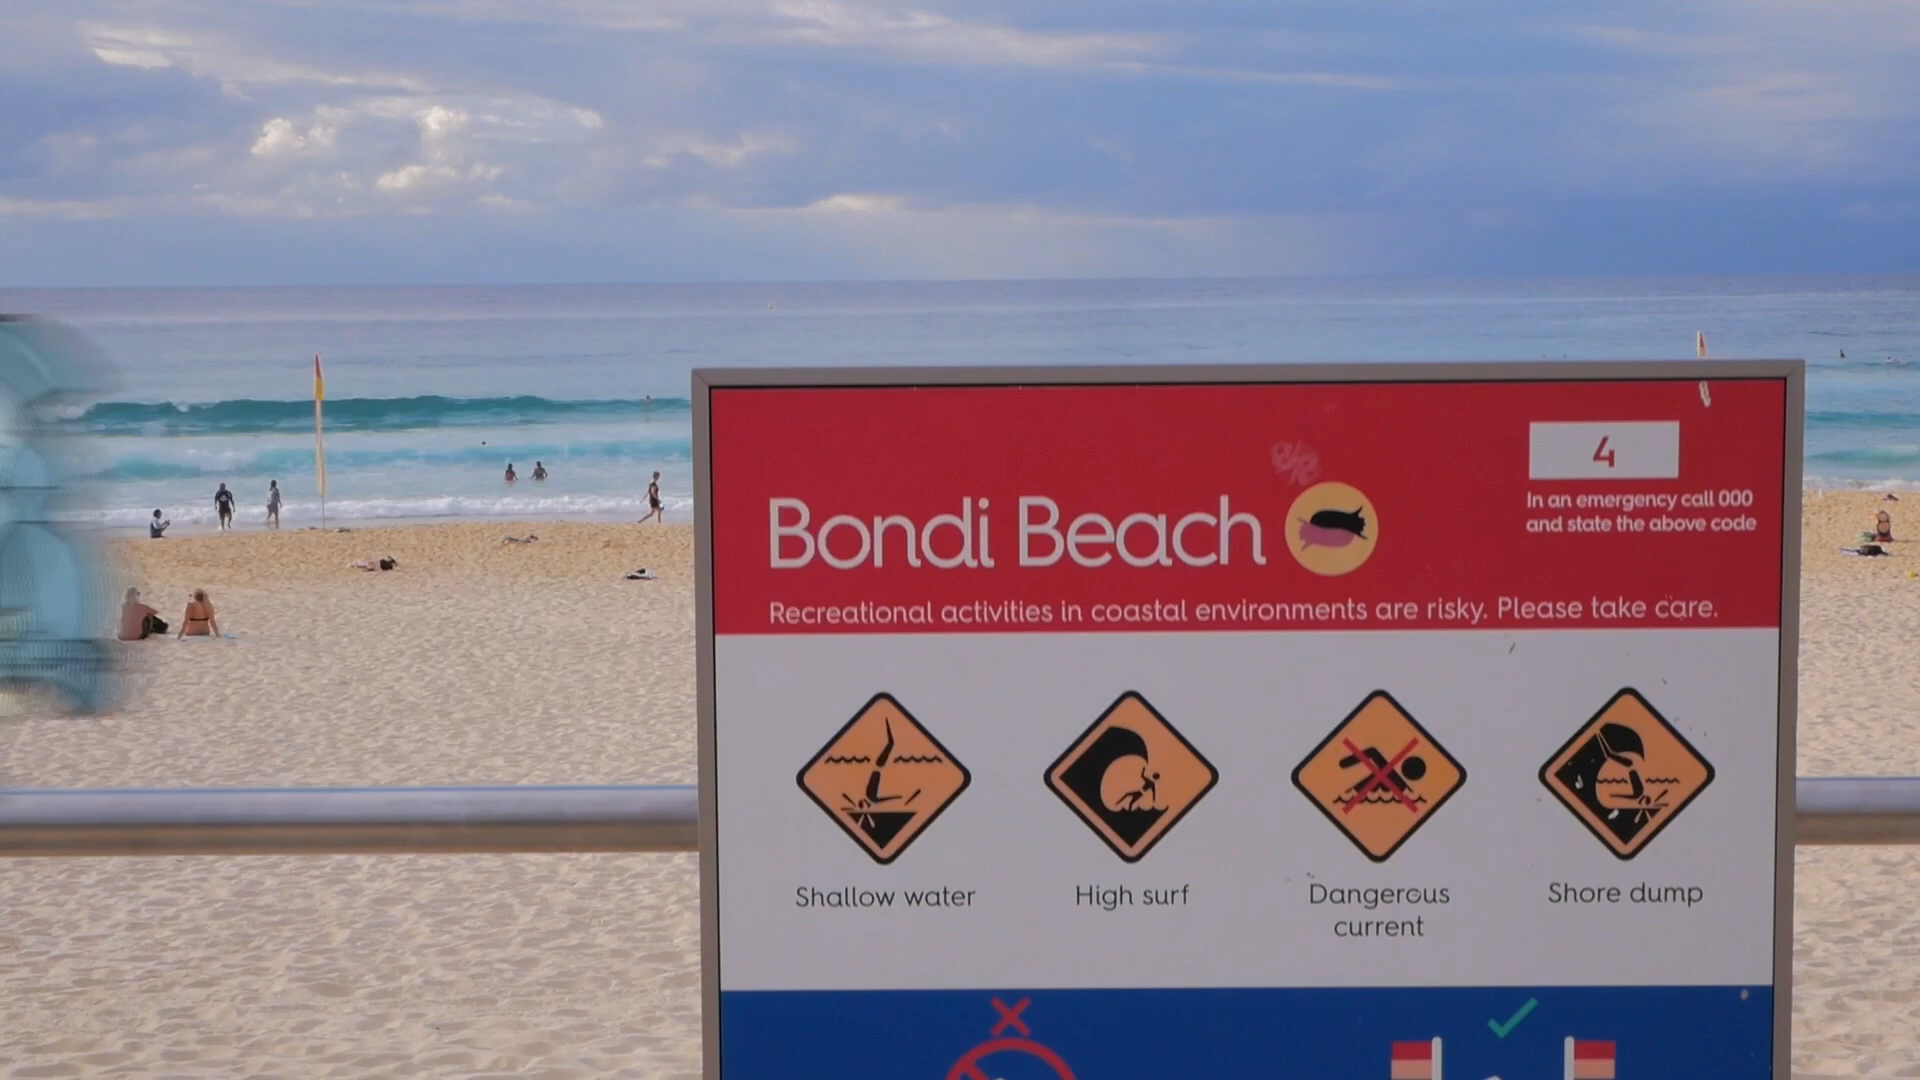 4
In an emergency call 000
and state the above code
Bondi Beach
Recreational activities in coastal environments are risky. Please take care.
Shallow water
High surf
Dangerous
current
Shore dump